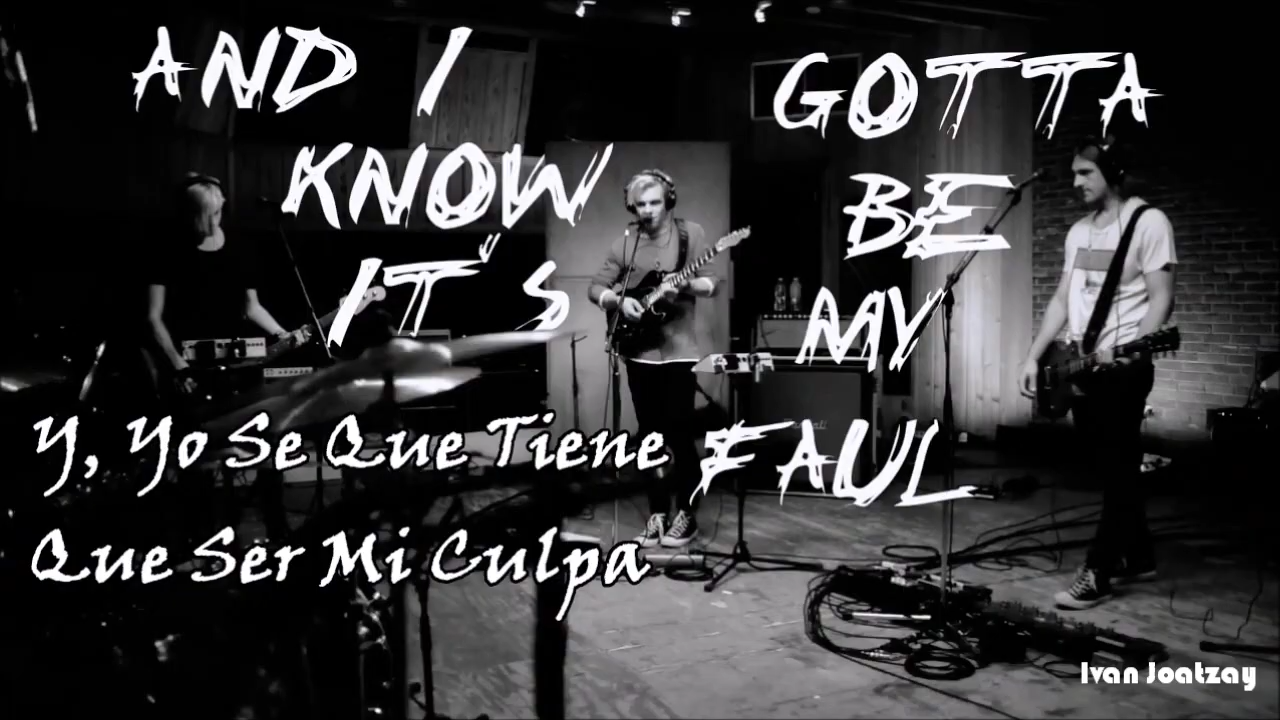 AND I
KNOW
IT"S
GOTTA
BE
MY
FAUL
Y, Yo Se Que Tiene
Que Ser Mi Culpa
Ivan Joatzay